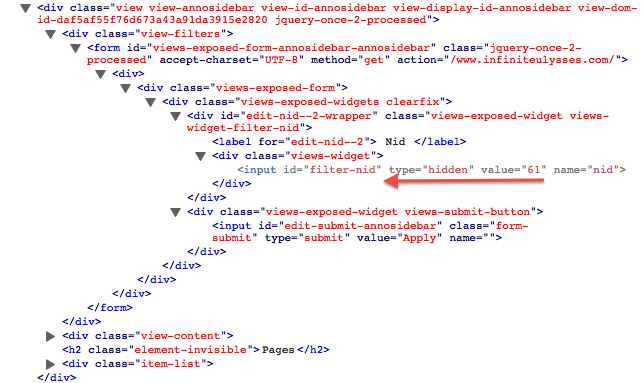 <div class="view view-annosidebar view-id-annosidebar view-display-id-annosidebar view-dom-
id-daf5af55f76d673a43a91da3915e2820 jquery-once-2-processed">
<div class="view-filters">
<form id="views-exposed-form-annosidebar-annosidebar" class="jquery-once-2-
processed" accept-charset="UTF-8" method="get" action="/www.infiniteulysses.com/">
<div>
<div class="views-exposed-form">
<div class="views-exposed-widgets clearfix">
<div id="edit-nid--2-wrapper" class="views-exposed-widget views-
widget-filter-nid">
<label for="edit-nid--2"> Nid </label>
<div class="views-widget">
<input id="filter-nid" type="hidden" value="61" name="nid">
</div>
</div>
<div class="views-exposed-widget views-submit-button">
<input id="edit-submit-annosidebar" class="form-
submit" type="submit" value="Apply" name="">
</div>
</div>
</div>
</div>
</form>
</div>
<div class="view-content">
<h2 class="element-invisible">Pages</h2>
<div class="item-list">
</div>